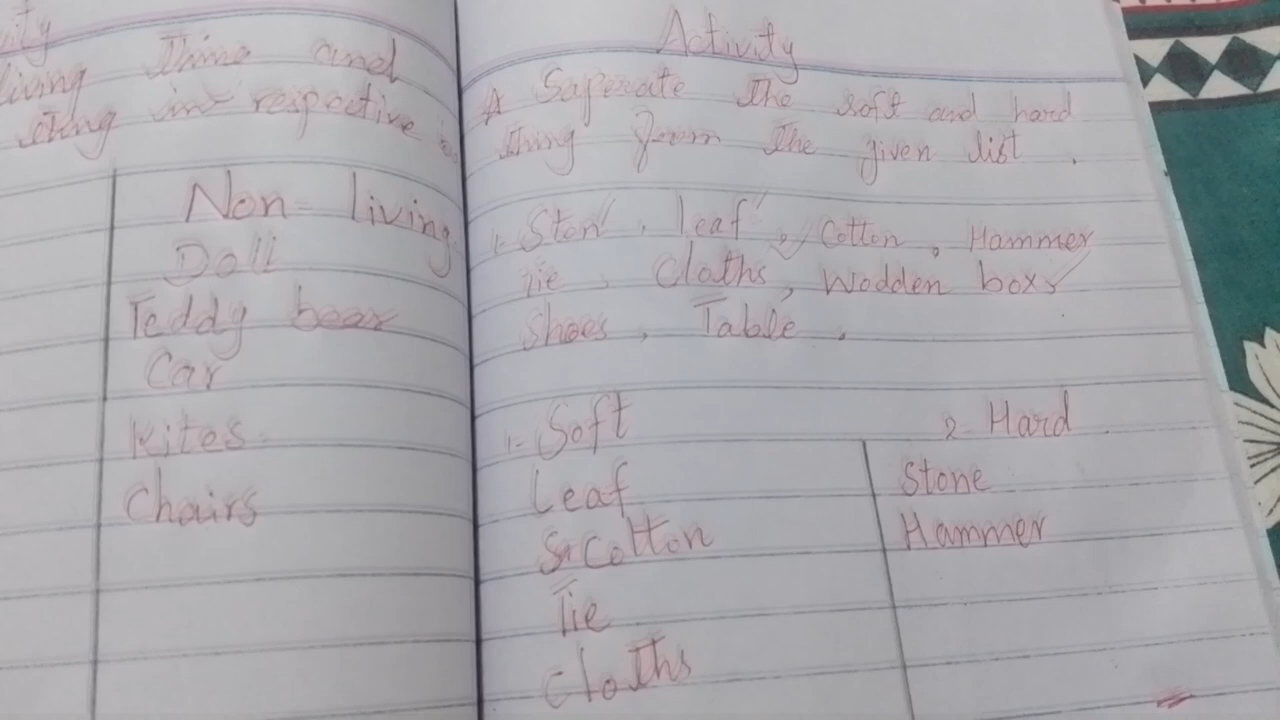 ity
living Thing and
thing in respective
Non living
Doll
Teddy bear
Car
Kites
Chairs
Activity
A Saperate The soft and hard
Thing from The given list .
1- Ston , leaf , Cotton , Hammer
Tie , Cloths , Wodden box
Shoes , Table .
1- Soft
2- Hard
Leaf
Stone
Cotton
Hammer
Tie
Cloths